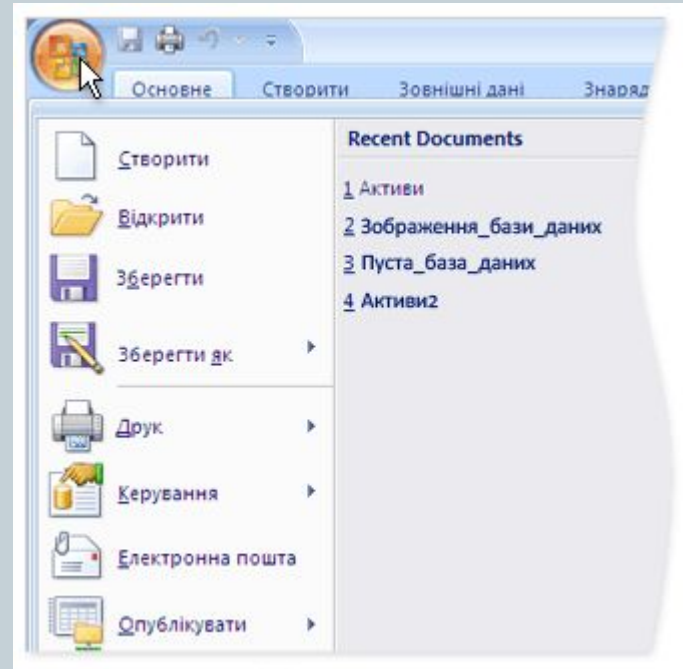 Основне Створити Зовнішні дані Знаряд
Створити
Відкрити
Зберегти
Зберегти як
Друк
Керування
Електронна пошта
Опублікувати
Recent Documents
1 Активи
2 Зображення_бази_даних
3 Пуста_база_даних
4 Активи2